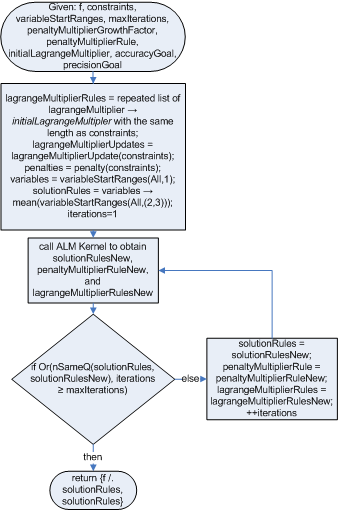 Given: f, constraints,
variableStartRanges, maxIterations,
penaltyMultiplierGrowthFactor,
penaltyMultiplierRule,
initialLagrangeMultiplier, accuracyGoal,
precisionGoal
lagrangeMultiplierRules = repeated list of
lagrangeMultiplier →
initialLagrangeMultipler with the same
length as constraints;
lagrangeMultiplierUpdates =
lagrangeMultiplierUpdate(constraints);
penalties = penalty(constraints);
variables = variableStartRanges(All,1);
solutionRules = variables →
mean(variableStartRanges(All,(2,3)));
iterations=1
call ALM Kernel to obtain
solutionRulesNew,
penaltyMultiplierRuleNew,
and
lagrangeMultiplierRulesNew
if Or(nSameQ(solutionRules,
solutionRulesNew), iterations
≥ maxIterations)
else
solutionRules =
solutionRulesNew;
penaltyMultiplierRule =
penaltyMultiplierRuleNew;
lagrangeMultiplierRules =
lagrangeMultiplierRulesNew;
++iterations
then
return {f /.
solutionRules,
solutionRules}